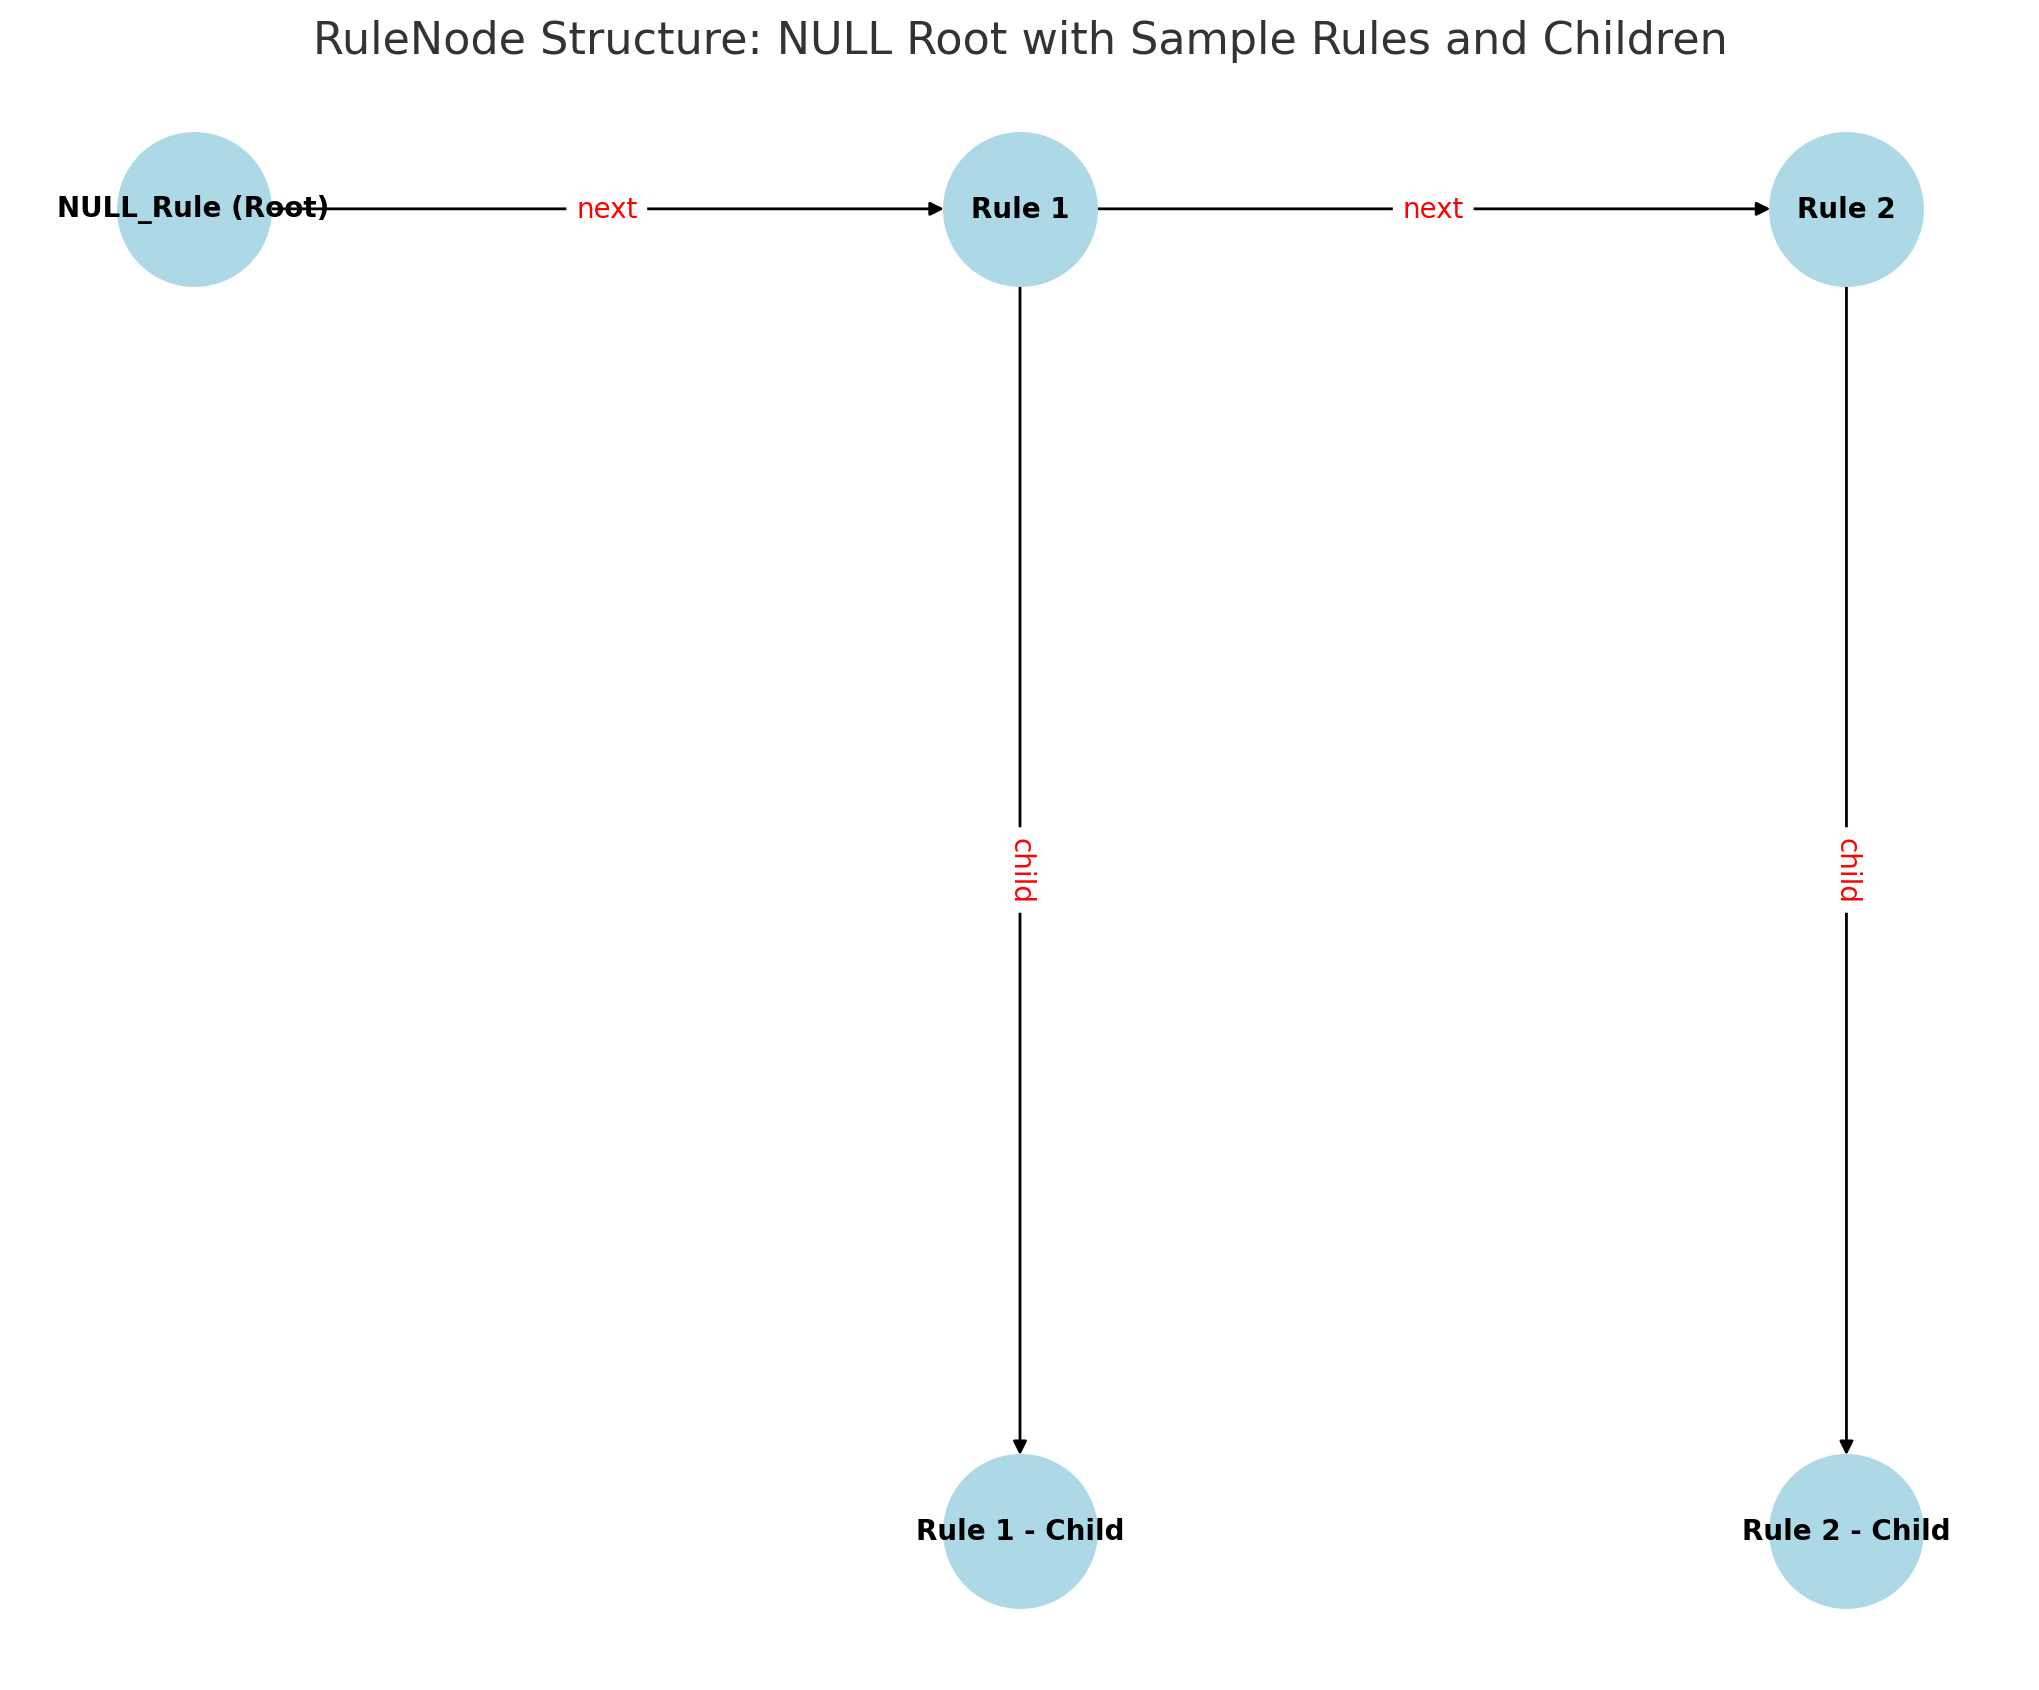 RuleNode Structure: NULL Root with Sample Rules and Children
NULL_Rule (Root)
next
Rule 1
next
Rule 2
child
child
Rule 1 - Child
Rule 2 - Child